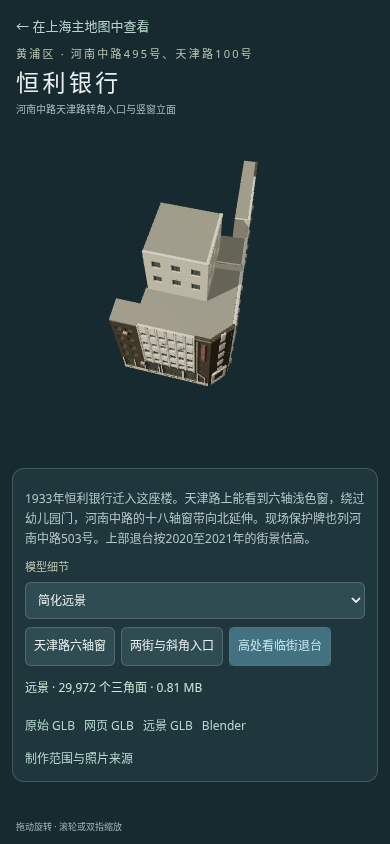 ← 在上海主地图中查看
黄浦区 · 河南中路495号、天津路100号
恒利银行
河南中路天津路转角入口与竖窗立面
1933年恒利银行迁入这座楼。天津路上能看到六轴浅色窗，绕过
幼儿园门，河南中路的十八轴窗带向北延伸。现场保护牌也列河
南中路503号。上部退台按2020至2021年的街景估高。
模型细节
简化远景
天津路六轴窗 两街与斜角入口 高处看临街退台
远景 · 29,972 个三角面 · 0.81 MB
原始 GLB 网页 GLB 远景 GLB Blender
制作范围与照片来源
拖动旋转 · 滚轮或双指缩放